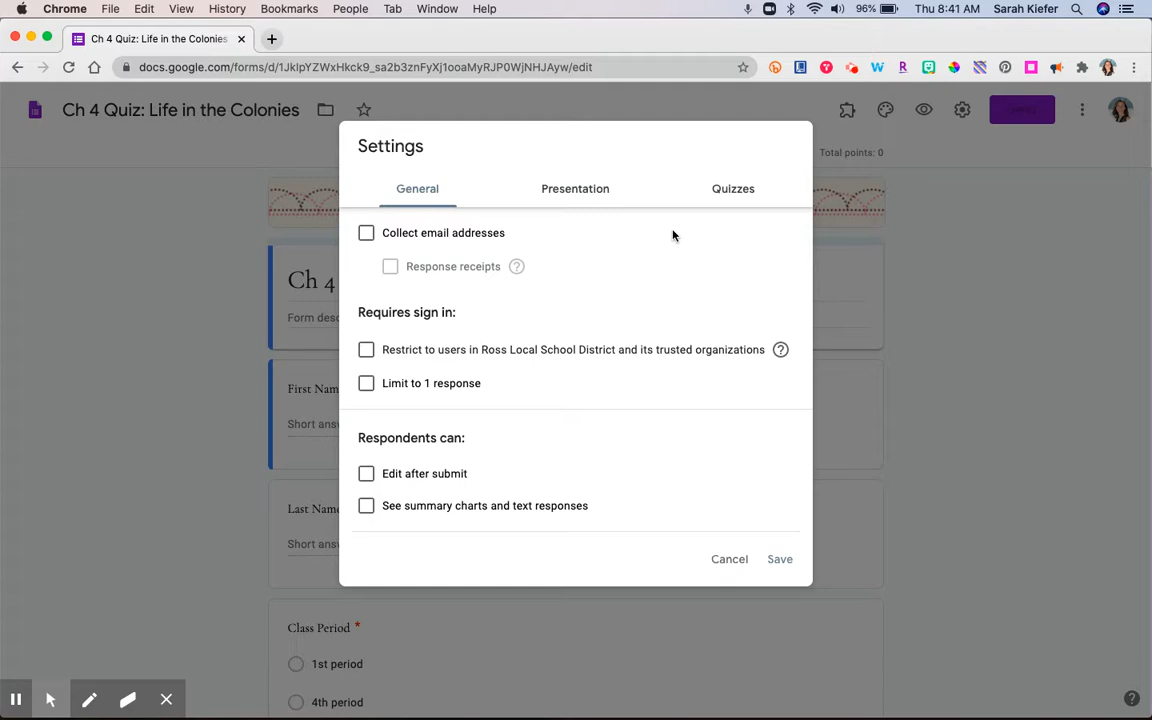 Chrome File Edit View History Bookmarks People Tab Window Help 96% Thu 8:41 AM Sarah Kiefer
Ch 4 Quiz: Life in the Colonies
docs.google.com/forms/d/1JklpYZWxHkck9_sa2b3znFyXj1ooaMyRJP0WjNHJAyw/edit
Ch 4 Quiz: Life in the Colonies
Total points: 0
Settings
General Presentation Quizzes
Collect email addresses
Response receipts ?
Requires sign in:
Restrict to users in Ross Local School District and its trusted organizations ?
Limit to 1 response
Respondents can:
Edit after submit
See summary charts and text responses
Cancel Save
Ch 4
Form desc
First Nam
Short ansv
Last Name
Short ansv
Class Period *
1st period
4th period